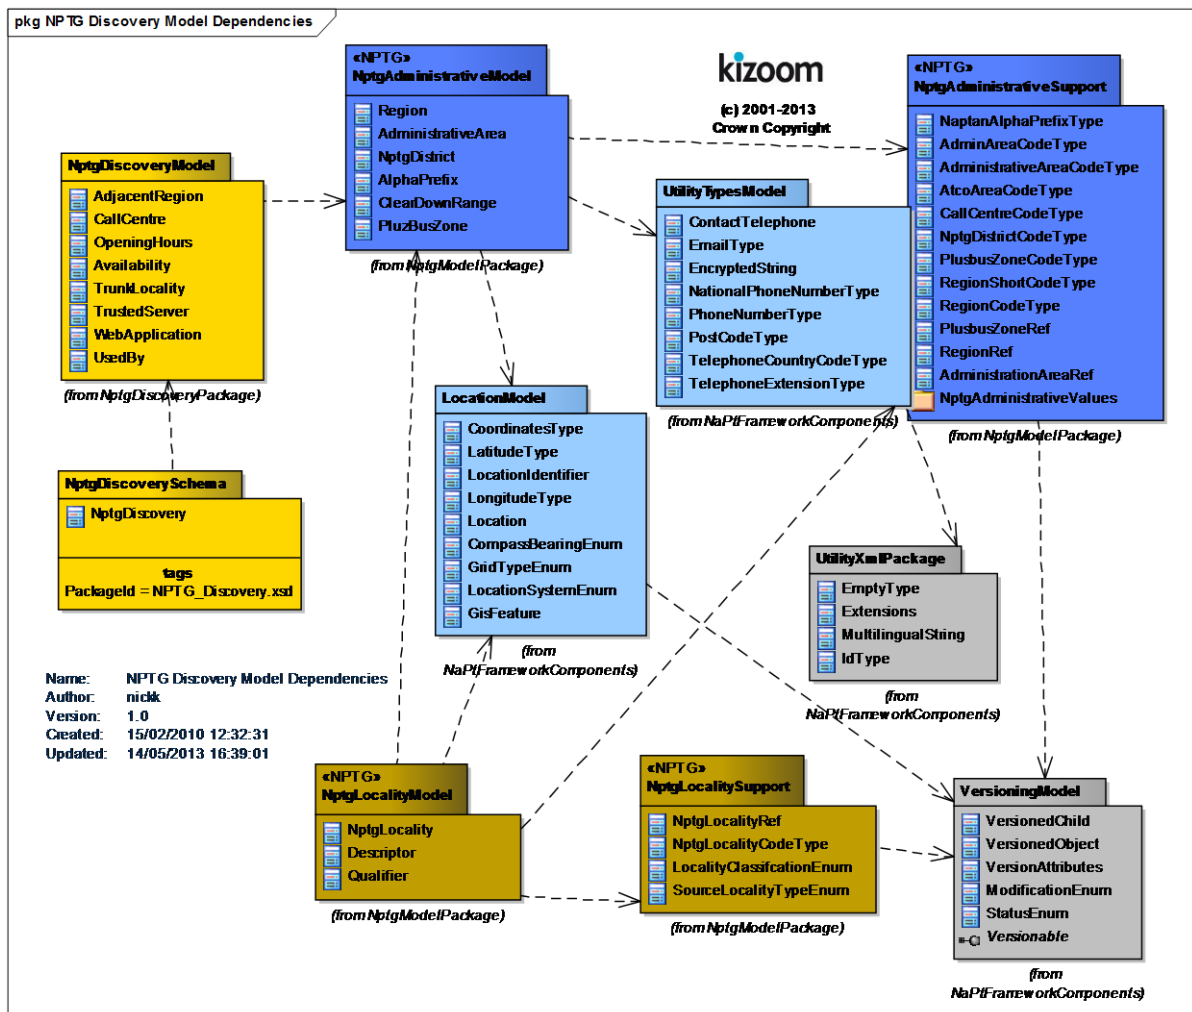 pkg NPTG Discovery Model Dependencies
«NPTG»
NptgAdministrativeModel
Region
AdministrativeArea
NptgDistrict
AlphaPrefix
ClearDownRange
PluzBusZone
(from NptgModelPackage)
kizoom
(c) 2001-2013
Crown Copyright
«NPTG»
NptgAdministrativeSupport
NaptanAlphaPrefixType
AdminAreaCodeType
AdministrativeAreaCodeType
AtcoAreaCodeType
CallCentreCodeType
NptgDistrictCodeType
PlusbusZoneCodeType
RegionShortCodeType
RegionCodeType
PlusbusZoneRef
RegionRef
AdministrationAreaRef
NptgAdministrativeValues
(from NptgModelPackage)
NptgDiscoveryModel
AdjacentRegion
CallCentre
OpeningHours
Availability
TrunkLocality
TrustedServer
WebApplication
UsedBy
(from NptgDiscoveryPackage)
UtilityTypesModel
ContactTelephone
EmailType
EncryptedString
NationalPhoneNumberType
PhoneNumberType
PostCodeType
TelephoneCountryCodeType
TelephoneExtensionType
(from NaPtFrameworkComponents)
LocationModel
CoordinatesType
LatitudeType
LocationIdentifier
LongitudeType
Location
CompassBearingEnum
GridTypeEnum
LocationSystemEnum
GisFeature
(from
NaPtFrameworkComponents)
NptgDiscoverySchema
NptgDiscovery
tags
PackageId = NPTG_Discovery.xsd
UtilityXmlPackage
EmptyType
Extensions
MultilingualString
IdType
(from
NaPtFrameworkComponents)
Name: NPTG Discovery Model Dependencies
Author: nickk
Version: 1.0
Created: 15/02/2010 12:32:31
Updated: 14/05/2013 16:39:01
«NPTG»
NptgLocalityModel
NptgLocality
Descriptor
Qualifier
(from NptgModelPackage)
«NPTG»
NptgLocalitySupport
NptgLocalityRef
NptgLocalityCodeType
LocalityClassifcationEnum
SourceLocalityTypeEnum
(from NptgModelPackage)
VersioningModel
VersionedChild
VersionedObject
VersionAttributes
ModificationEnum
StatusEnum
Versionable
(from
NaPtFrameworkComponents)